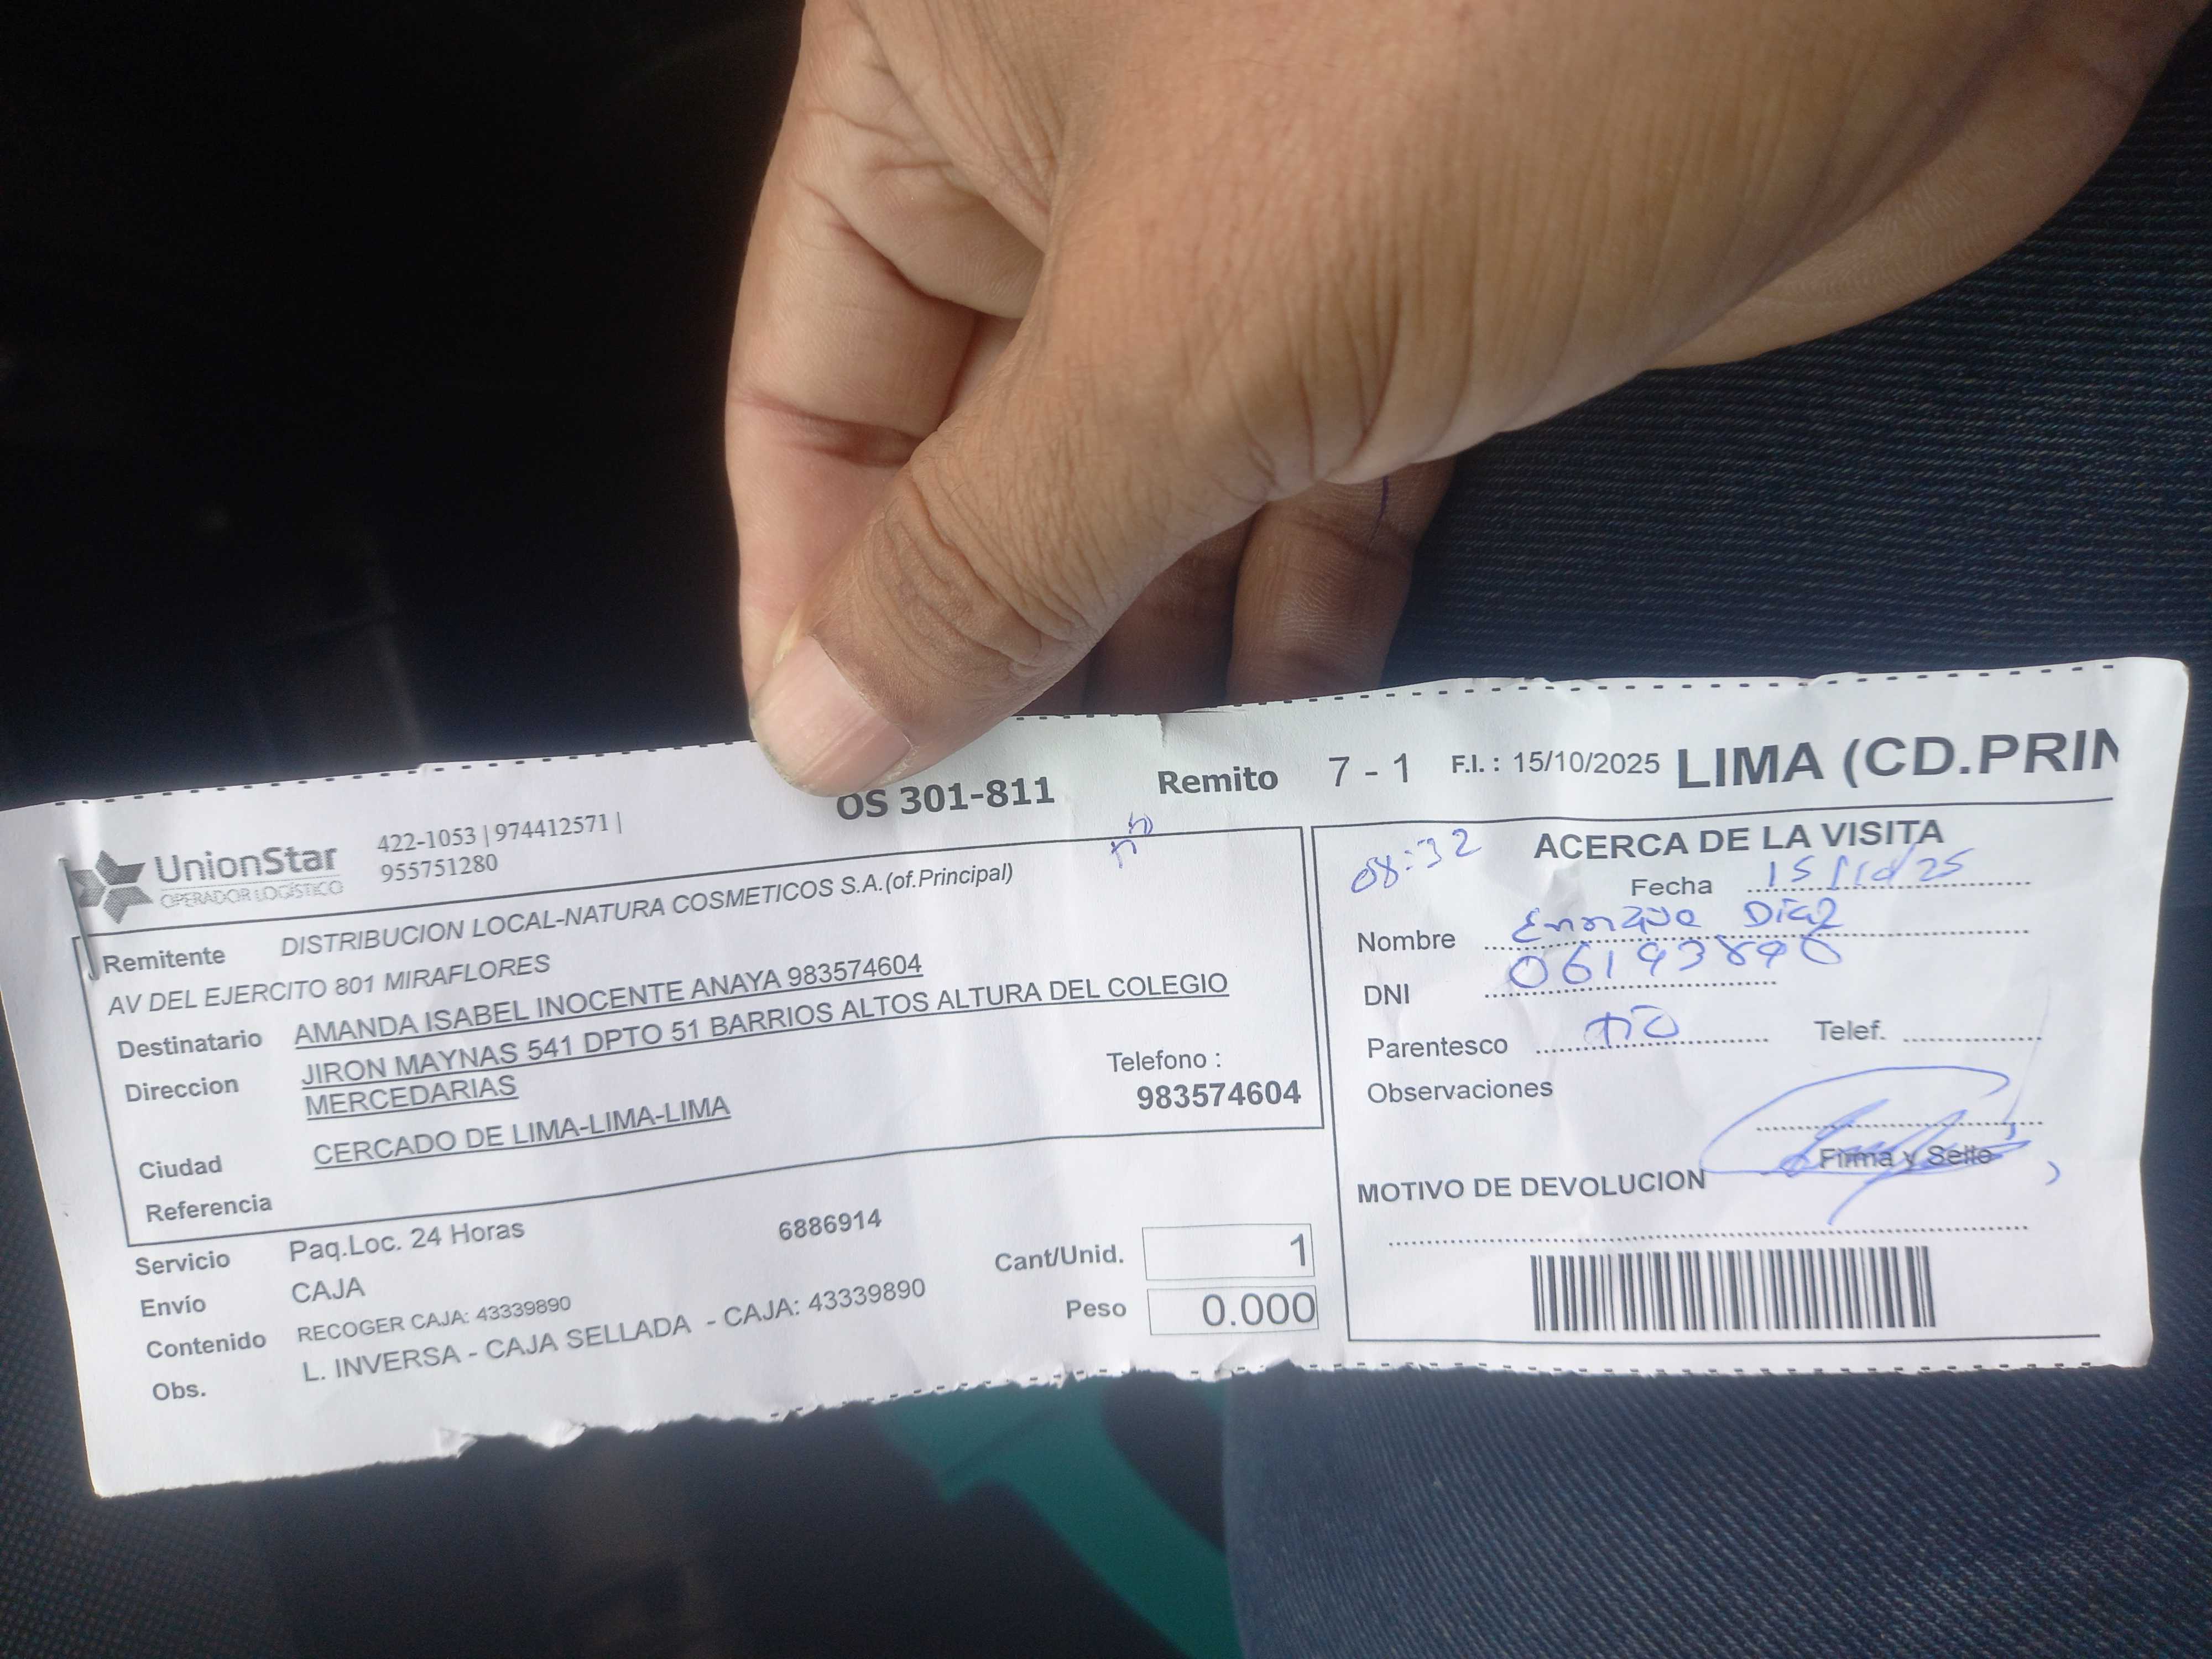 OS 301-811 Remito 7 - 1 F.I. : 15/10/2025 LIMA (CD.PRIN
UnionStar
OPERADOR LOGÍSTICO
422-1053 | 974412571 |
955751280
Remitente DISTRIBUCION LOCAL-NATURA COSMETICOS S.A.(of.Principal)
AV DEL EJERCITO 801 MIRAFLORES
Destinatario AMANDA ISABEL INOCENTE ANAYA 983574604
Direccion JIRON MAYNAS 541 DPTO 51 BARRIOS ALTOS ALTURA DEL COLEGIO
MERCEDARIAS
Telefono :
983574604
Ciudad CERCADO DE LIMA-LIMA-LIMA
Referencia
Servicio Paq.Loc. 24 Horas 6886914
Envío CAJA
Cant/Unid. 1
Contenido RECOGER CAJA: 43339890
Peso 0.000
Obs. L. INVERSA - CAJA SELLADA - CAJA: 43339890
08:32 ACERCA DE LA VISITA
Fecha 15/10/25
Nombre Enrique Diaz
DNI
Parentesco TIO Telef.
Observaciones
Firma y Sello
MOTIVO DE DEVOLUCION